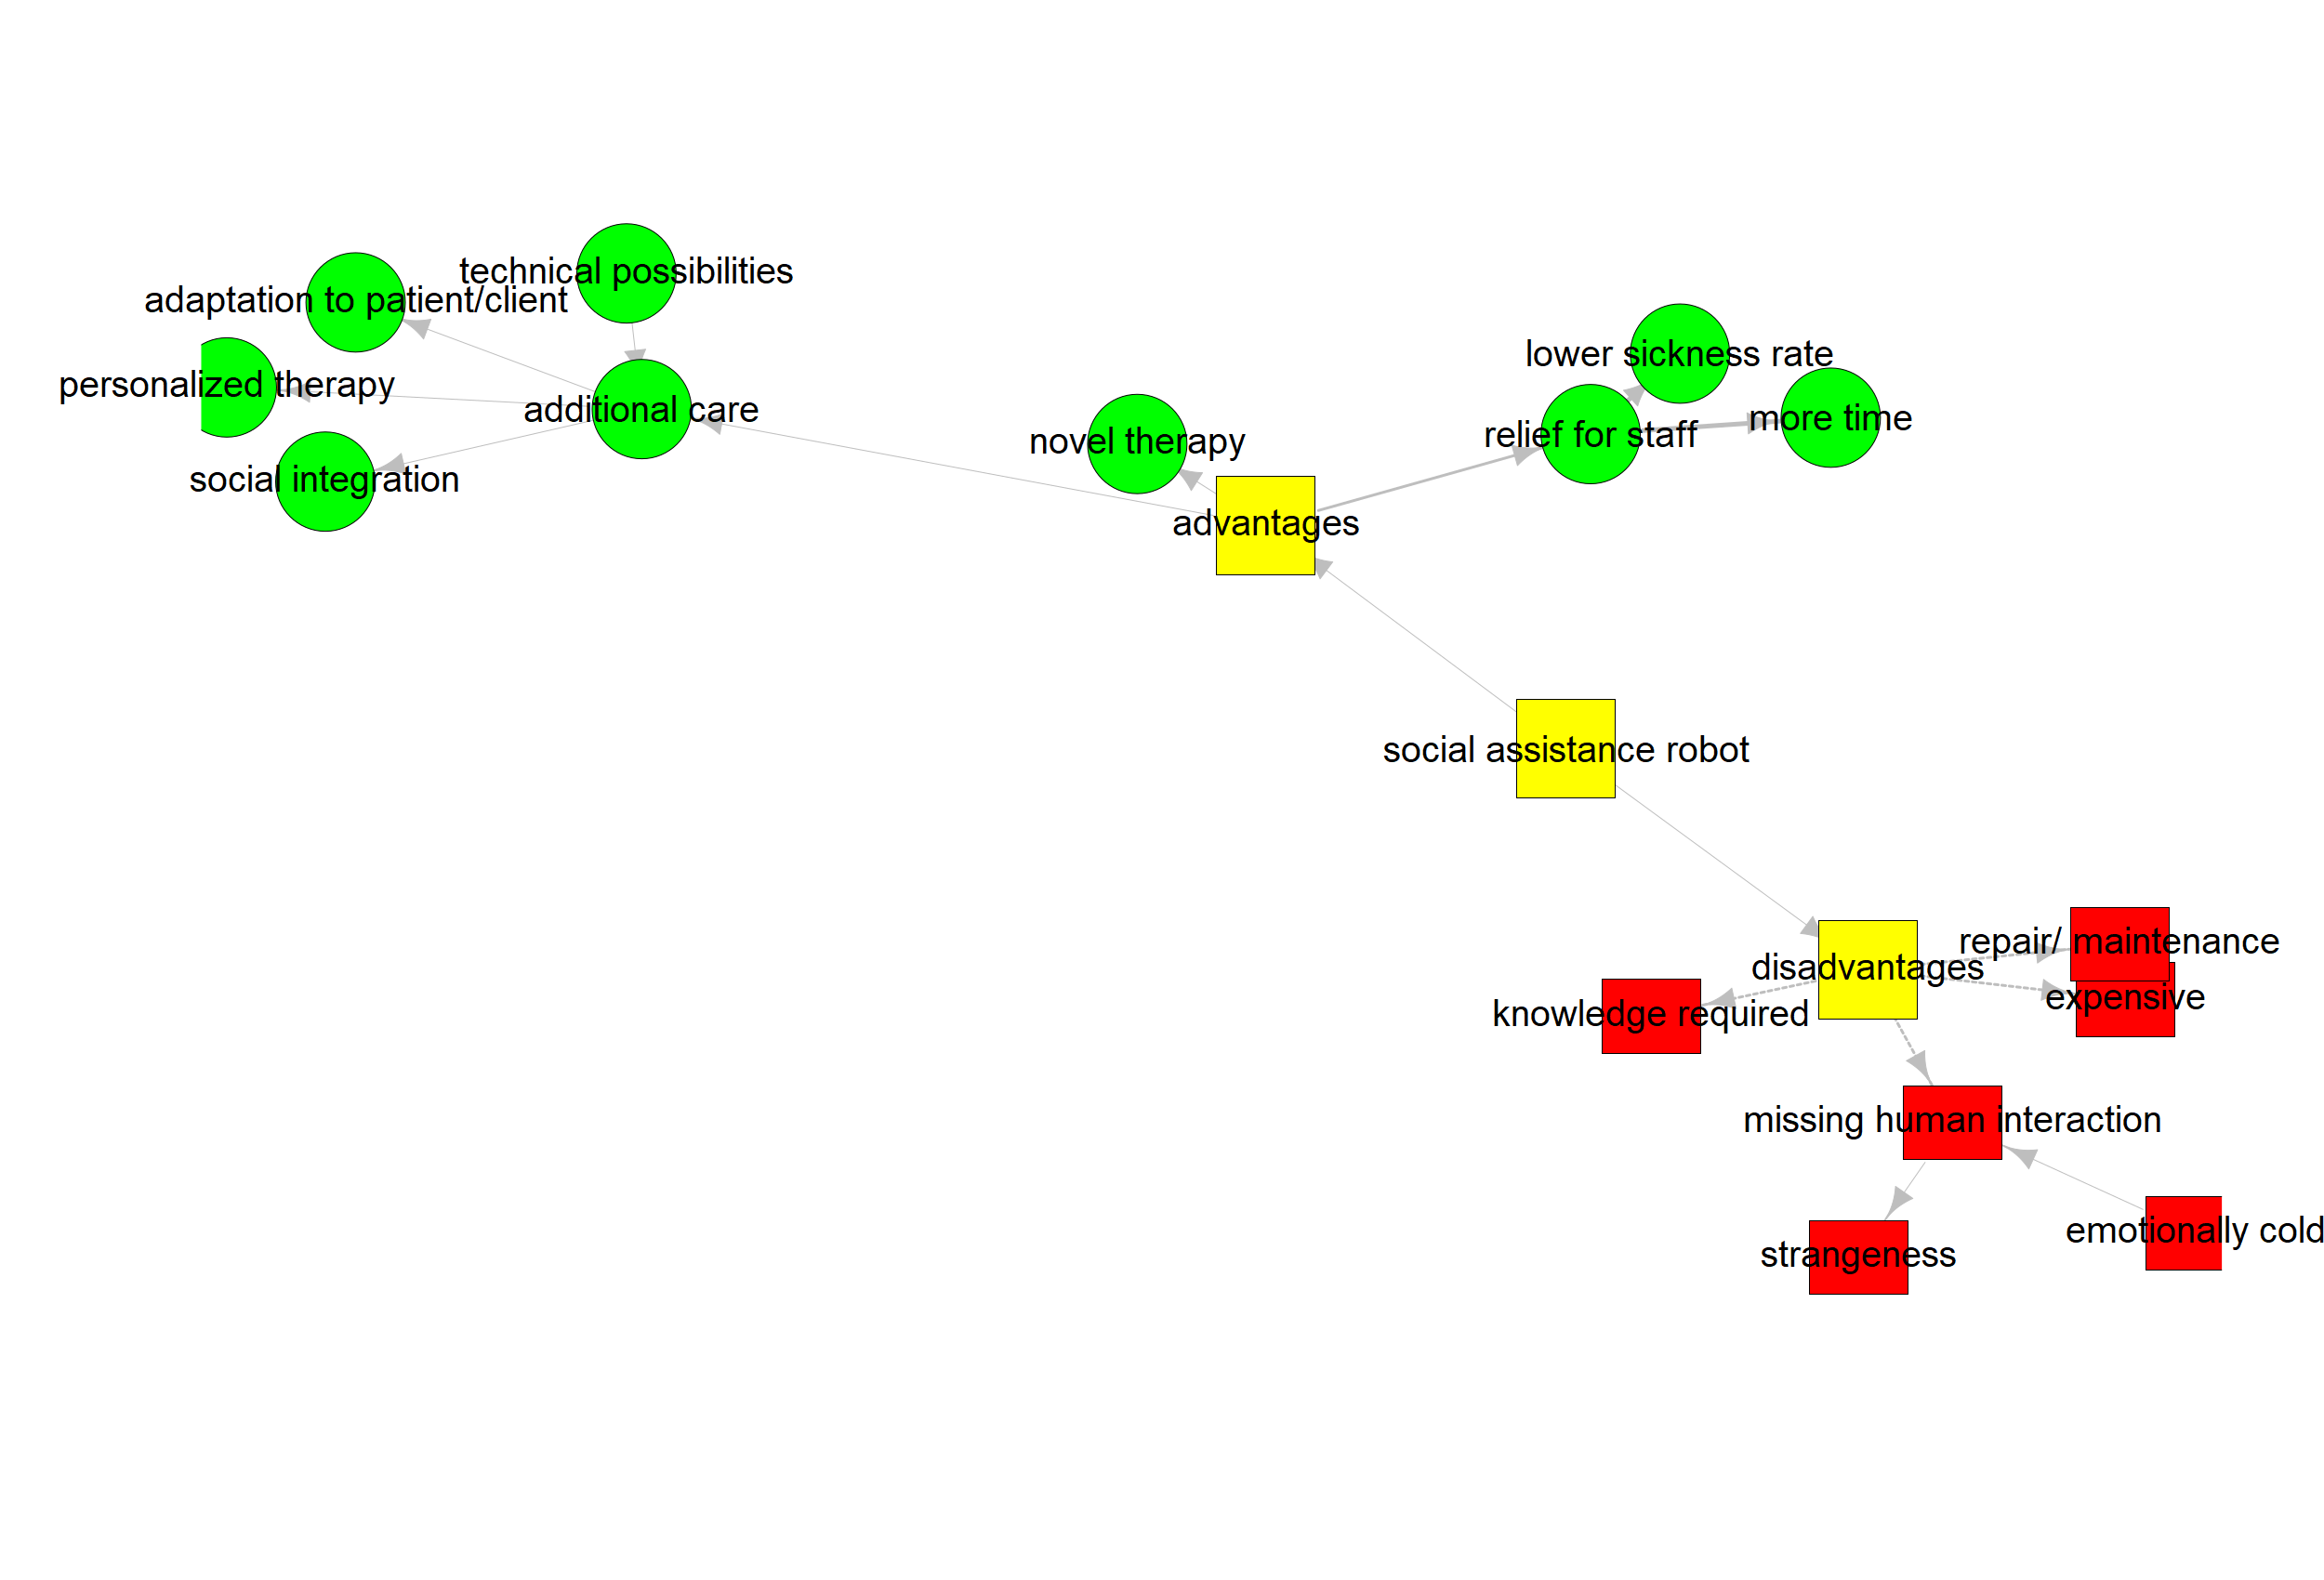 technical possibilities
adaptation to patient/client
lower sickness rate
personalized therapy
additional care
more time
relief for staff
novel therapy
social integration
advantages
social assistance robot
repair/ maintenance
disadvantages
expensive
knowledge required
missing human interaction
emotionally cold
strangeness